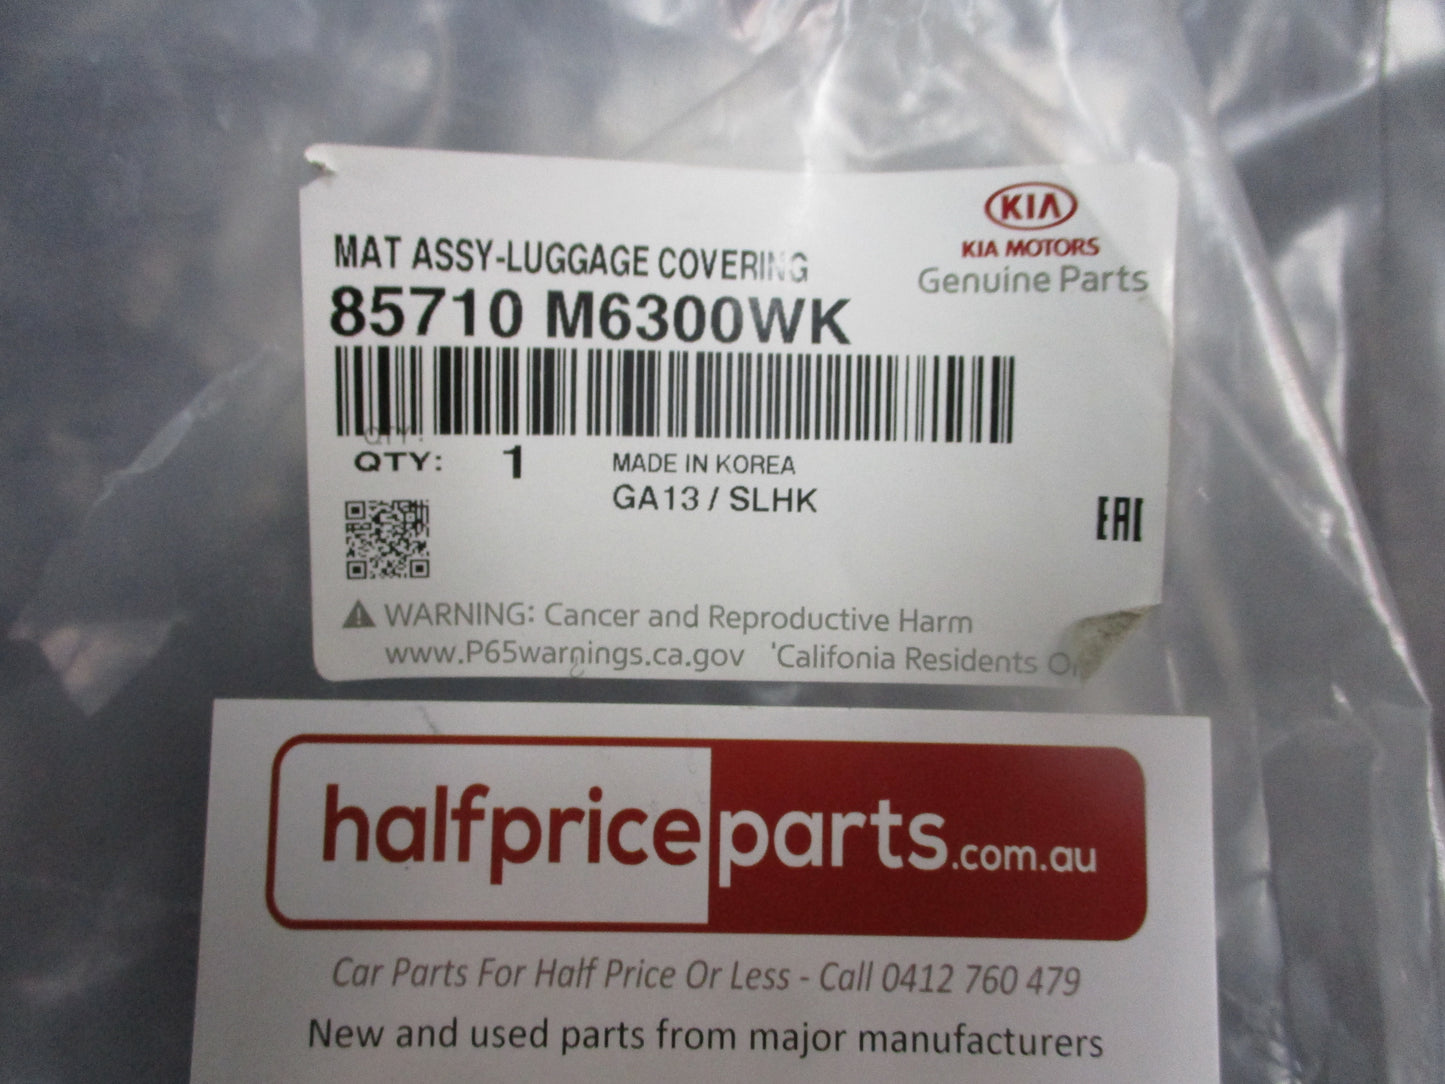 KIA
KIA MOTORS
Genuine Parts
MAT ASSY-LUGGAGE COVERING
85710 M6300WK
QTY:
QTY: 1
MADE IN KOREA
GA13 / SLHK
EAC
WARNING: Cancer and Reproductive Harm
www.P65warnings.ca.gov 'Califonia Residents
halfpriceparts.com.au
Car Parts For Half Price Or Less - Call 0412 760 479
New and used parts from major manufacturers